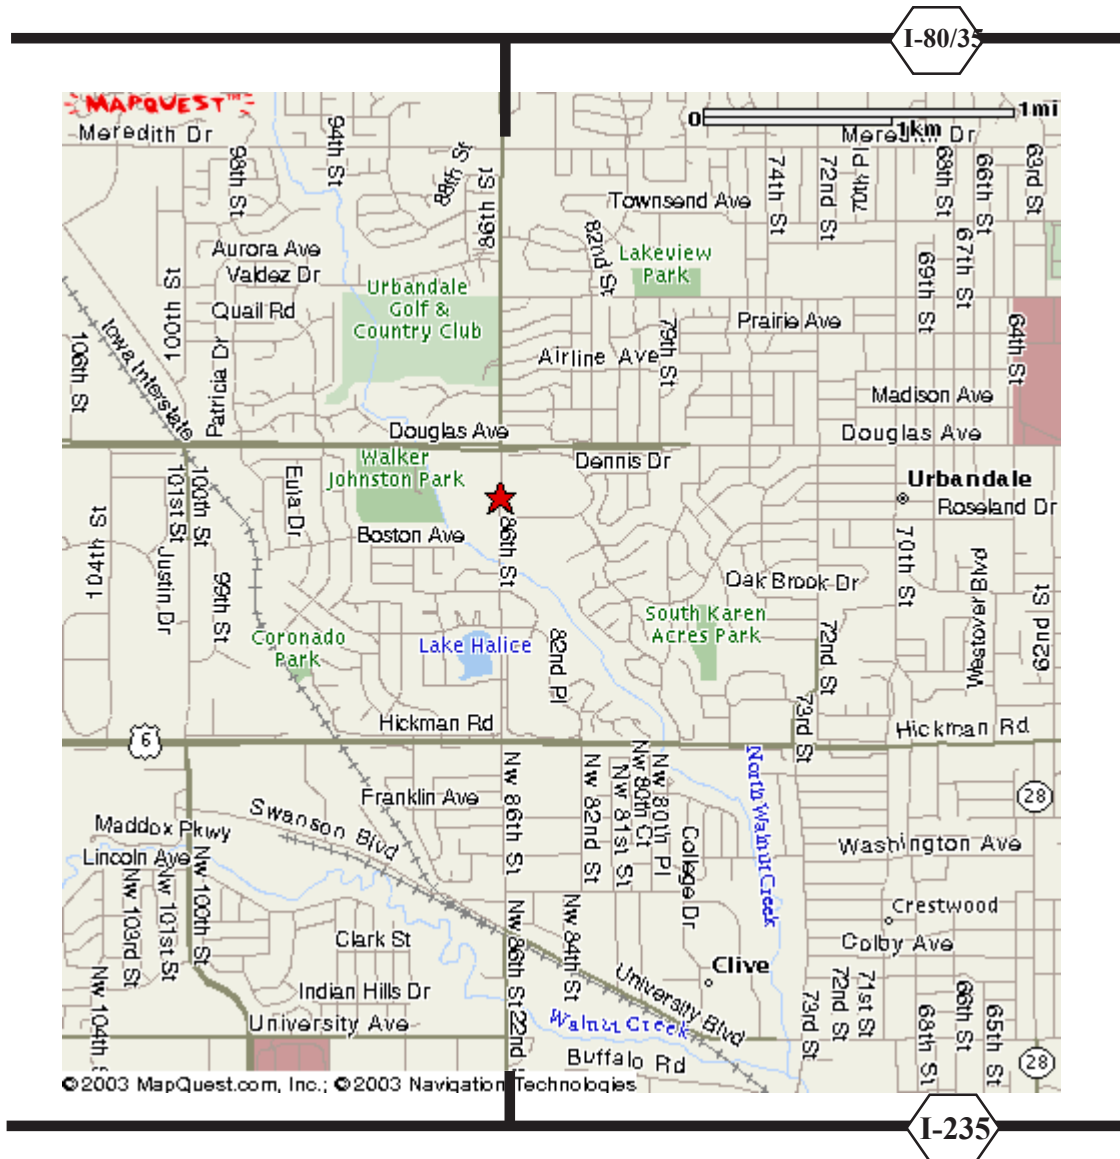 I-80/35
MAPQUEST™
0
1mi
1km
Meredith Dr
Meredith Dr
98th St
94th St
88th St
86th St
Townsend Ave
74th St
72nd St
70th Pl
68th St
66th St
63rd St
Aurora Ave
Valdez Dr
Quail Rd
82nd St
Lakeview
Park
69th St
67th St
100th St
Urbandale
Golf &
Country Club
Prairie Ave
106th St
Iowa Interstate
Patricia Dr
Airline Ave
79th St
64th St
Madison Ave
Douglas Ave
Douglas Ave
Walker
Johnston Park
Dennis Dr
Urbandale
Roseland Dr
104th St
101st St
100th St
Eula Dr
Boston Ave
86th St
70th St
Justin Dr
99th St
Oak Brook Dr
Westover Blvd
62nd St
Coronado
Park
Lake Halice
82nd Pl
South Karen
Acres Park
72nd St
73rd St
Hickman Rd
Hickman Rd
6
Franklin Ave
Nw 86th St
Nw 82nd St
Nw 81st St
Nw 80th Ct
Nw 80th Pl
North Walnut Creek
28
Swanson Blvd
Maddox Pkwy
Lincoln Ave
College Dr
Washington Ave
Nw 103rd St
Nw 101st St
Nw 100th St
Crestwood
Clark St
Nw 86th St
Nw 84th St
Colby Ave
Clive
Nw 104th S
Indian Hills Dr
University Blvd
73rd St
72nd St
71st St
68th St
66th St
65th St
University Ave
22nd
Walnut Creek
Buffalo Rd
28
©2003 MapQuest.com, Inc.; ©2003 Navigation Technologies
I-235